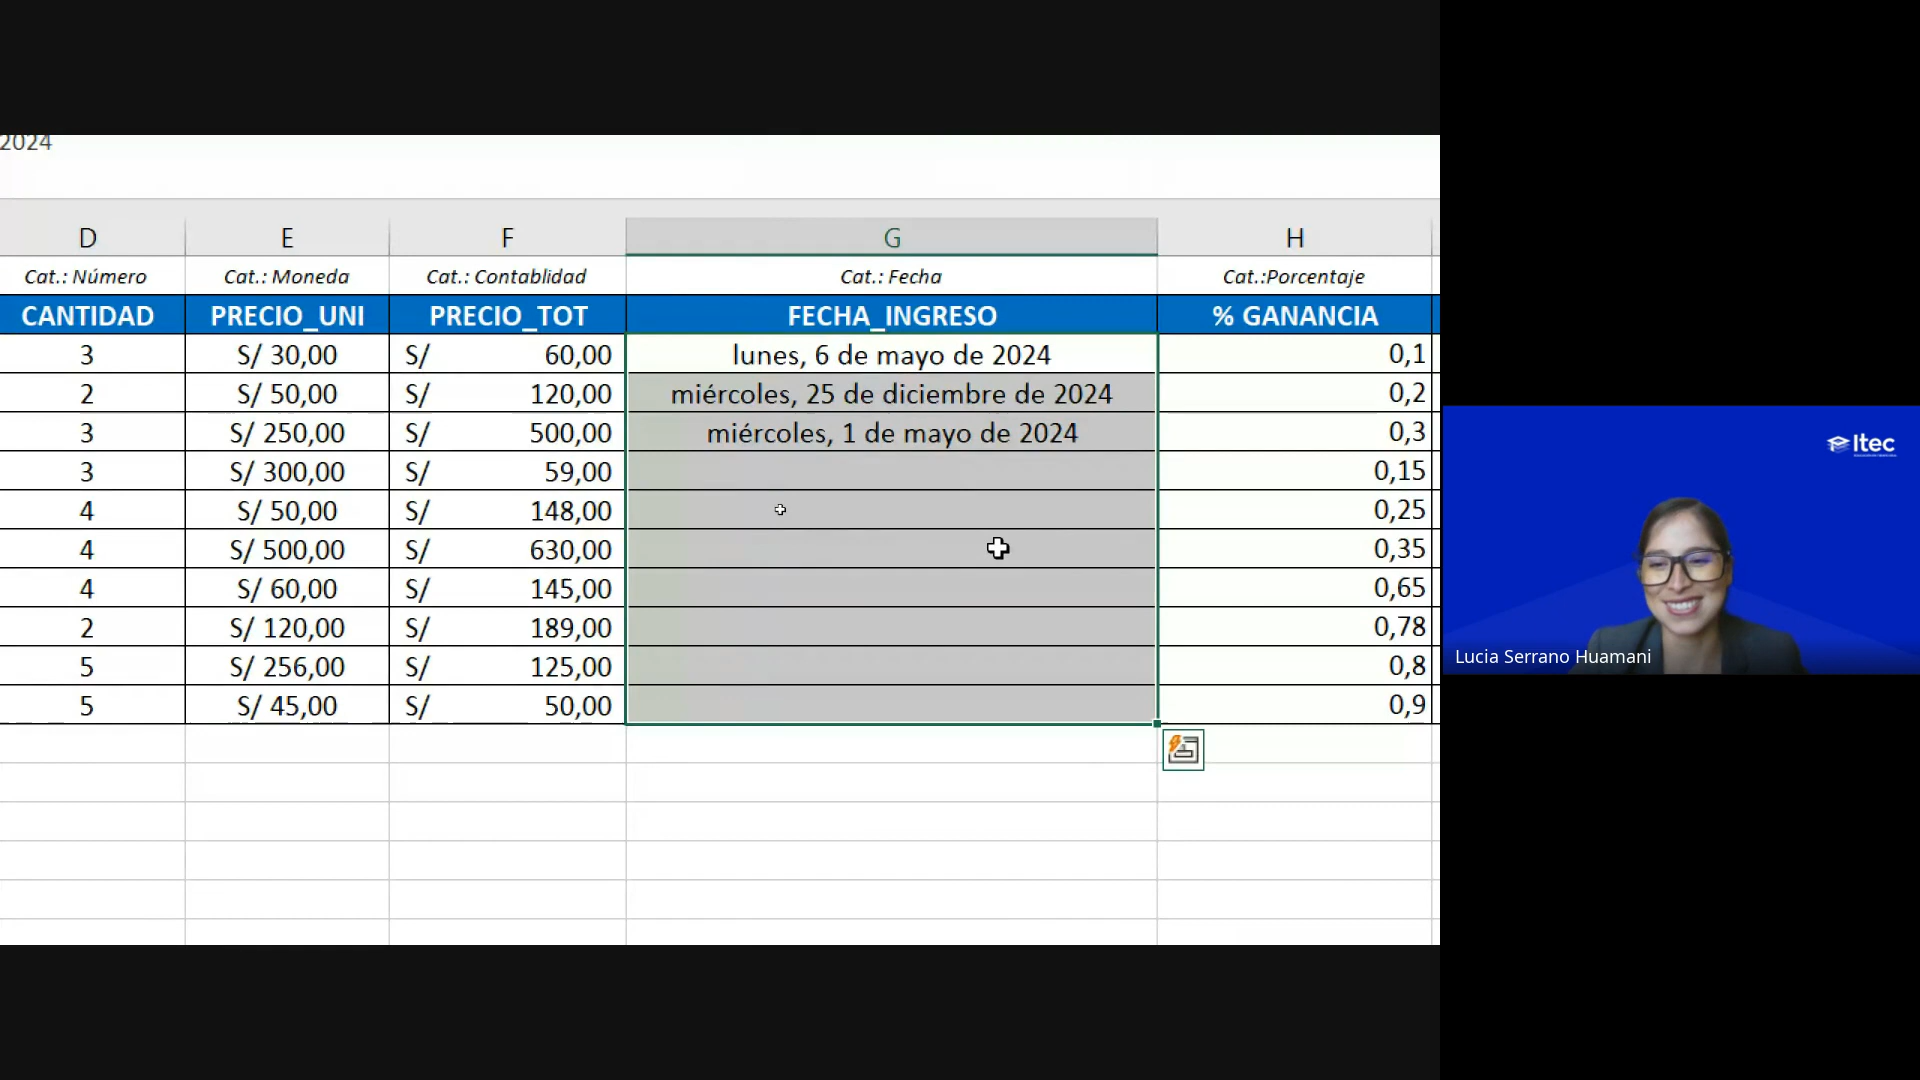 2024
D E F G H
Cat.: Número Cat.: Moneda Cat.: Contablidad Cat.: Fecha Cat.:Porcentaje
CANTIDAD PRECIO_UNI PRECIO_TOT FECHA_INGRESO % GANANCIA
3 S/ 30,00 S/ 60,00 lunes, 6 de mayo de 2024 0,1
2 S/ 50,00 S/ 120,00 miércoles, 25 de diciembre de 2024 0,2
3 S/ 250,00 S/ 500,00 miércoles, 1 de mayo de 2024 0,3
3 S/ 300,00 S/ 59,00 0,15
4 S/ 50,00 S/ 148,00 0,25
4 S/ 500,00 S/ 630,00 0,35
4 S/ 60,00 S/ 145,00 0,65
2 S/ 120,00 S/ 189,00 0,78
5 S/ 256,00 S/ 125,00 0,8
5 S/ 45,00 S/ 50,00 0,9
Itec
Lucia Serrano Huamani